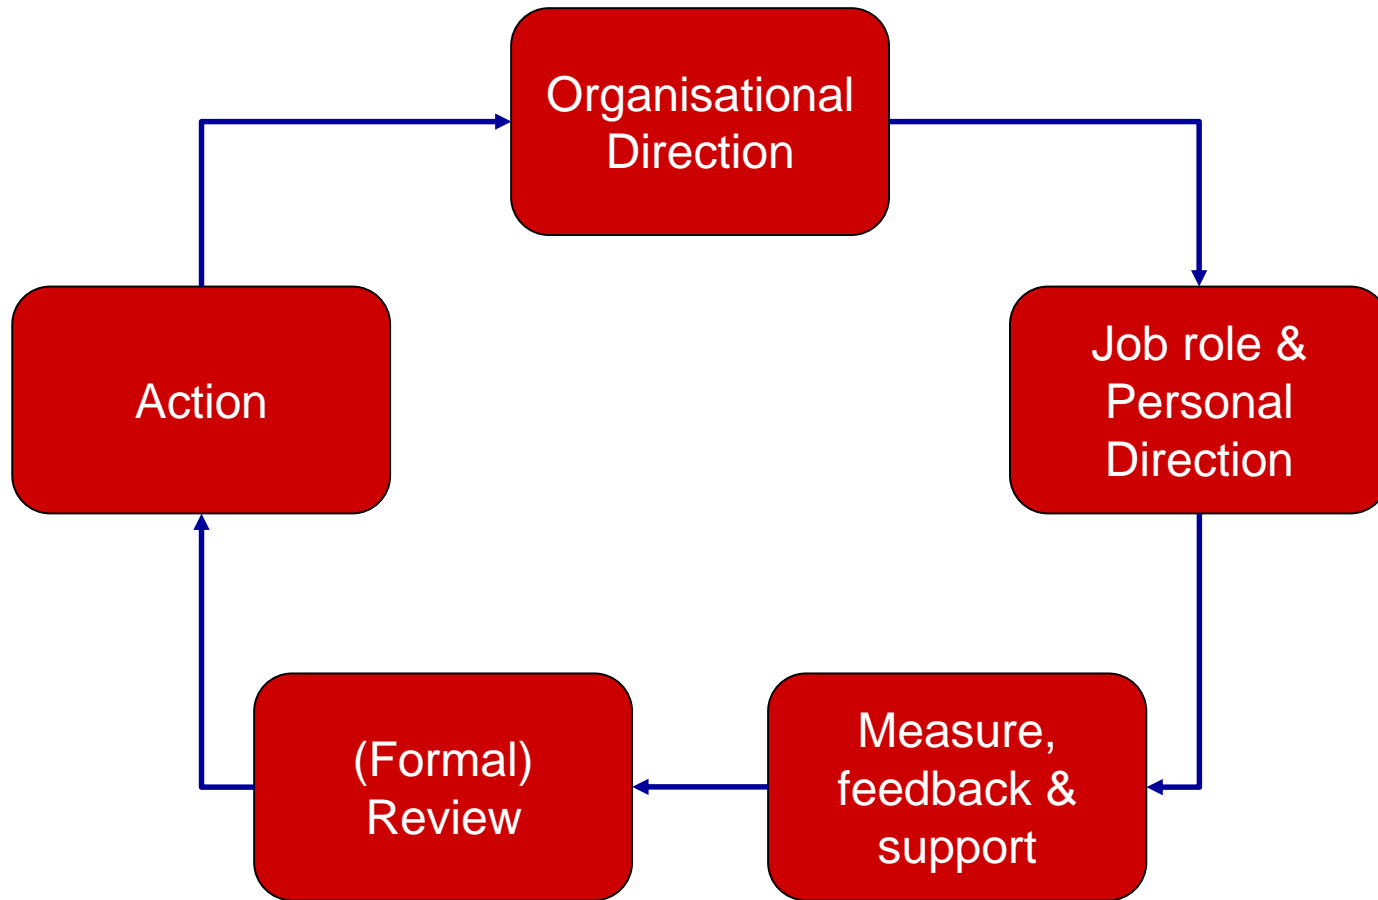 Organisational
Direction
Job role &
Personal
Direction
Action
Measure,
feedback &
support
(Formal)
Review